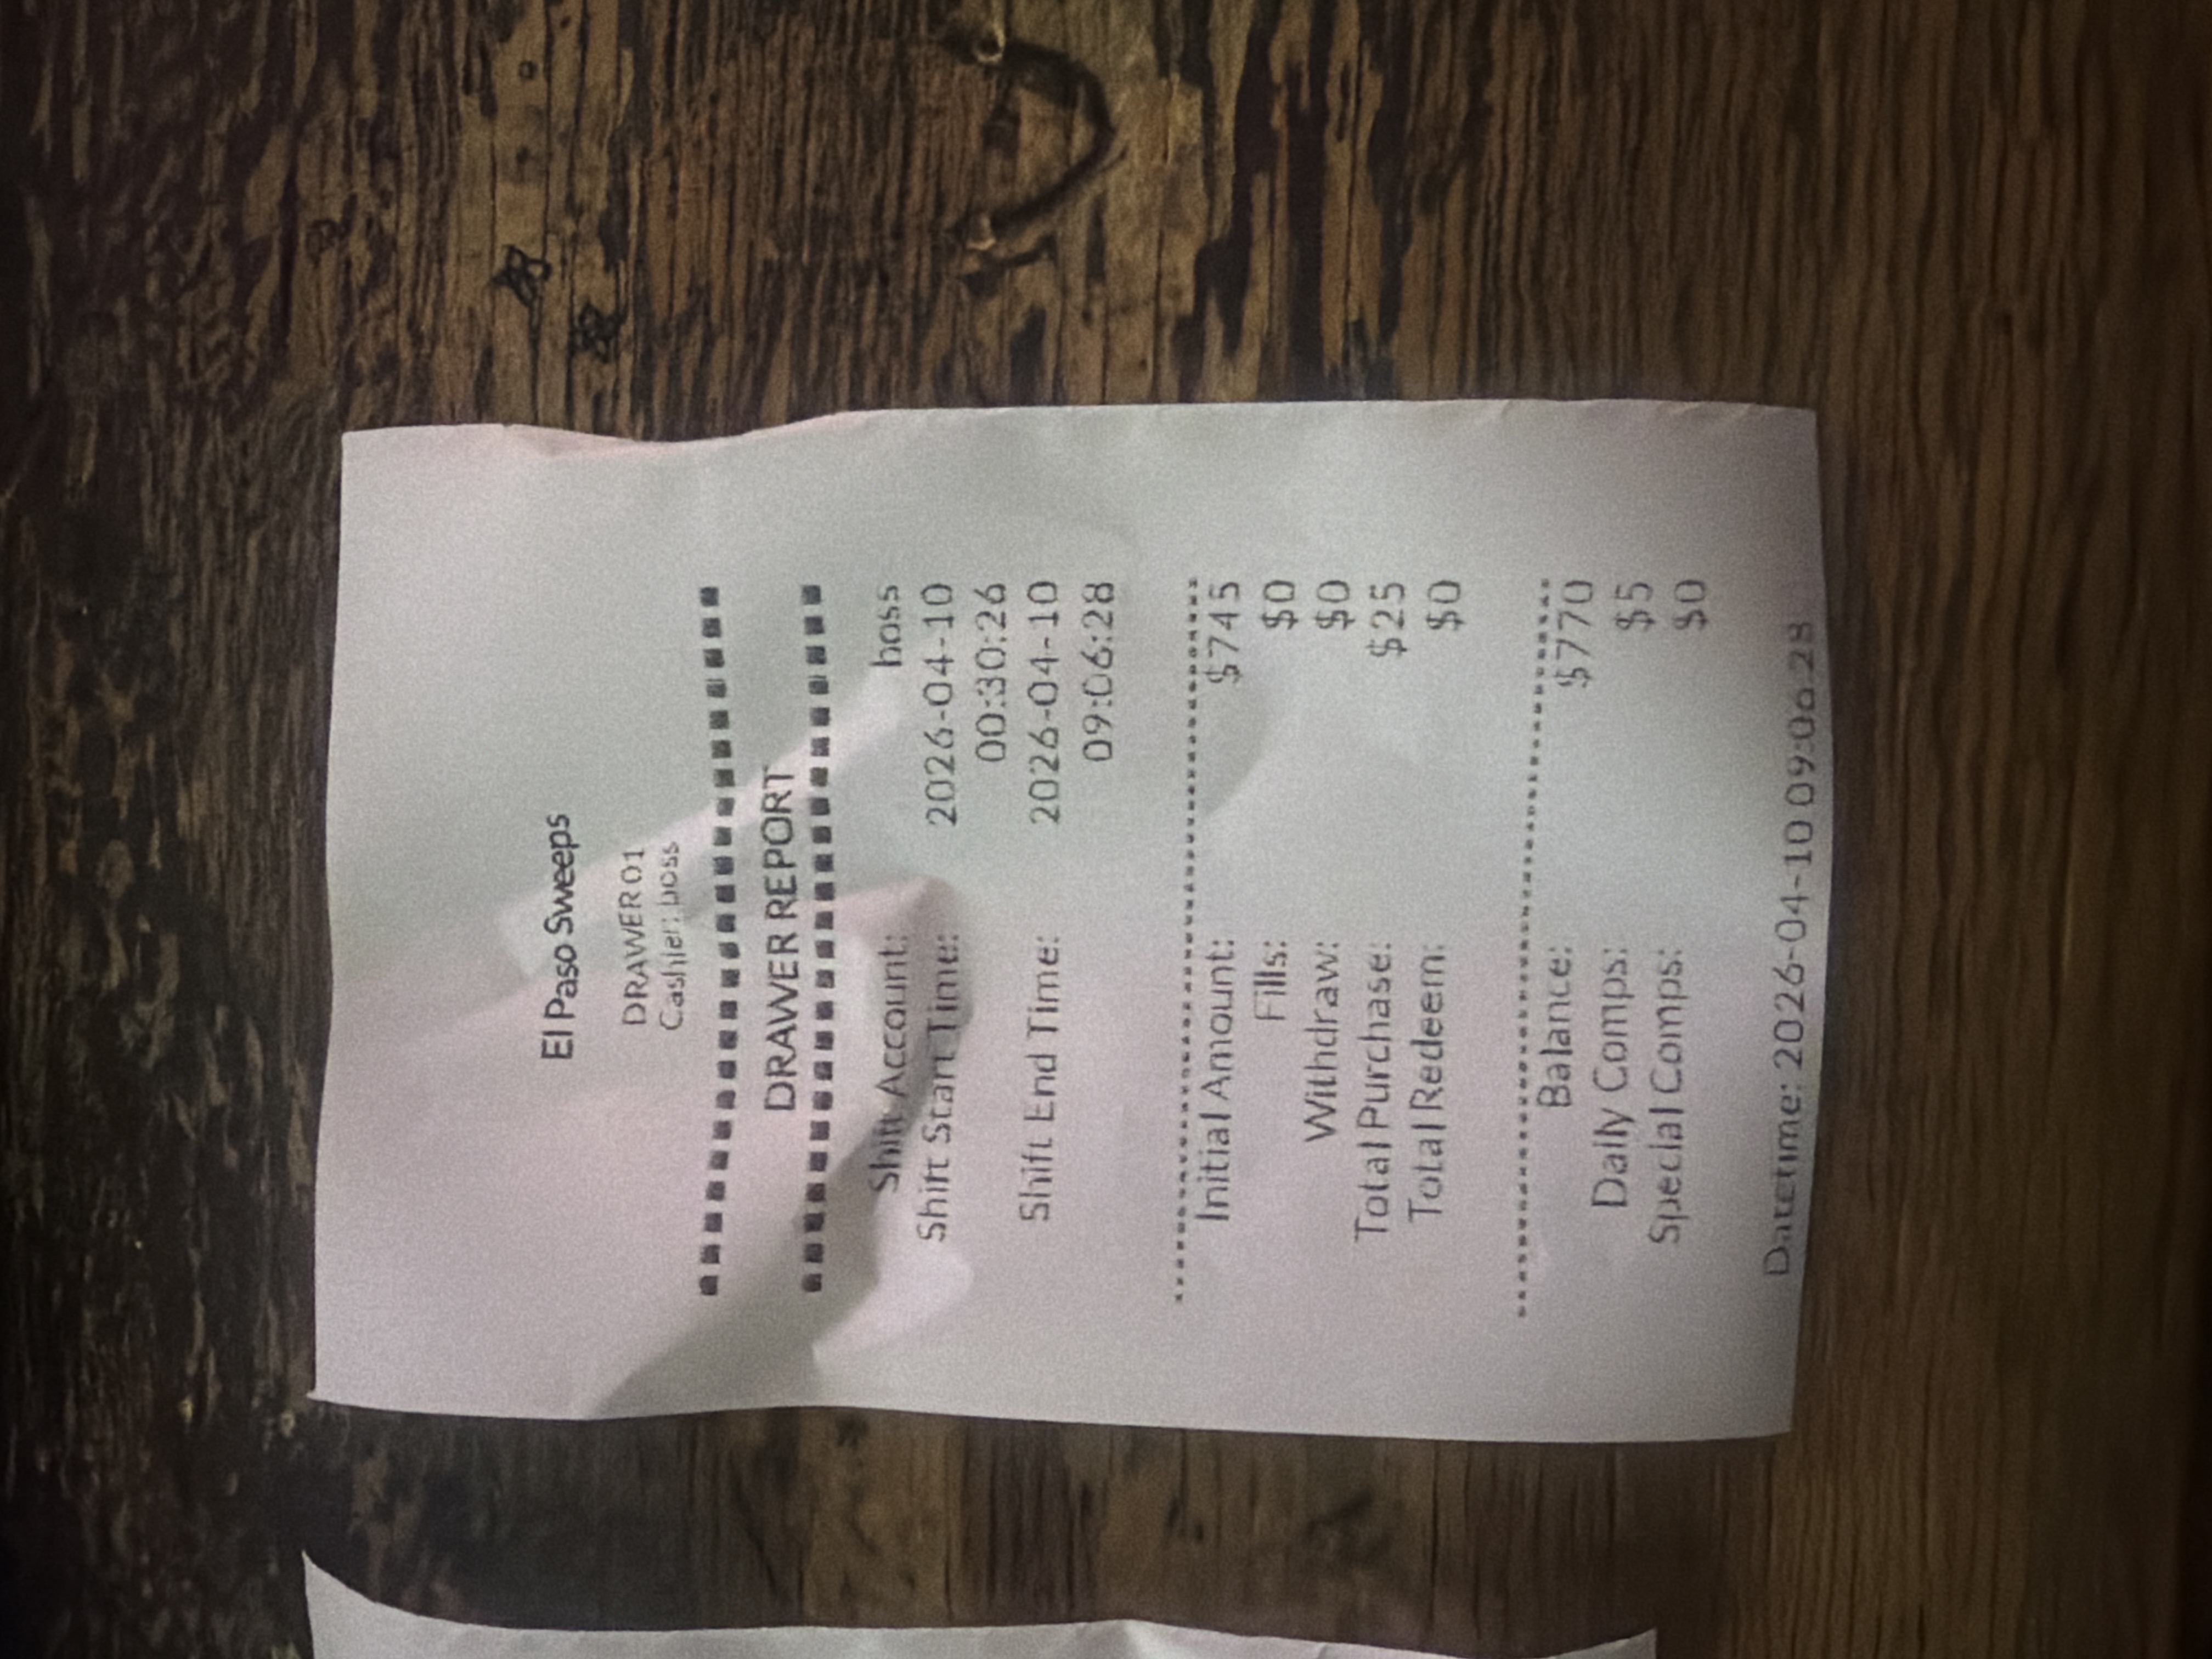 El Paso Sweeps
DRAWER01
Cashier: boss
DRAWER REPORT
Shift Account: boss
Shift Start Time: 2026-04-10
00:30:26
Shift End Time: 2026-04-10
09:06:28
Initial Amount: $745
Fills: $0
Withdraw: $0
Total Purchase: $25
Total Redeem: $0
Balance: $770
Daily Comps: $5
Special Comps: $0
Datetime: 2026-04-10 09:06:28